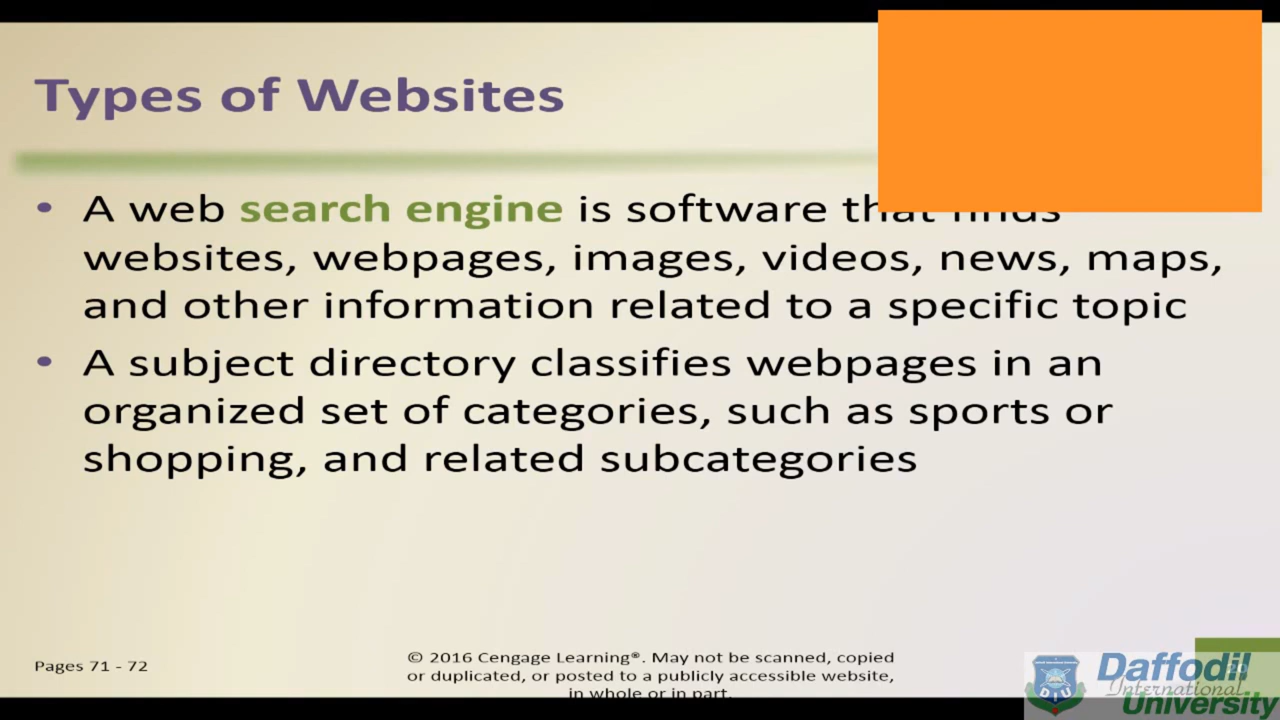 Types of Websites
• A web search engine is software that finds
websites, webpages, images, videos, news, maps,
and other information related to a specific topic
• A subject directory classifies webpages in an
organized set of categories, such as sports or
shopping, and related subcategories
Pages 71 - 72
© 2016 Cengage Learning®. May not be scanned, copied
or duplicated, or posted to a publicly accessible website,
in whole or in part.
DIU
Daffodil
International
University